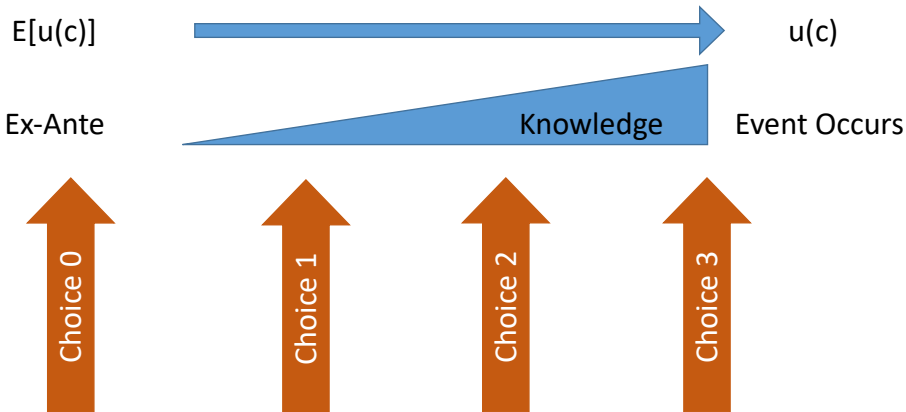 E[u(c)]
u(c)
Ex-Ante
Knowledge
Event Occurs
Choice 0
Choice 1
Choice 2
Choice 3